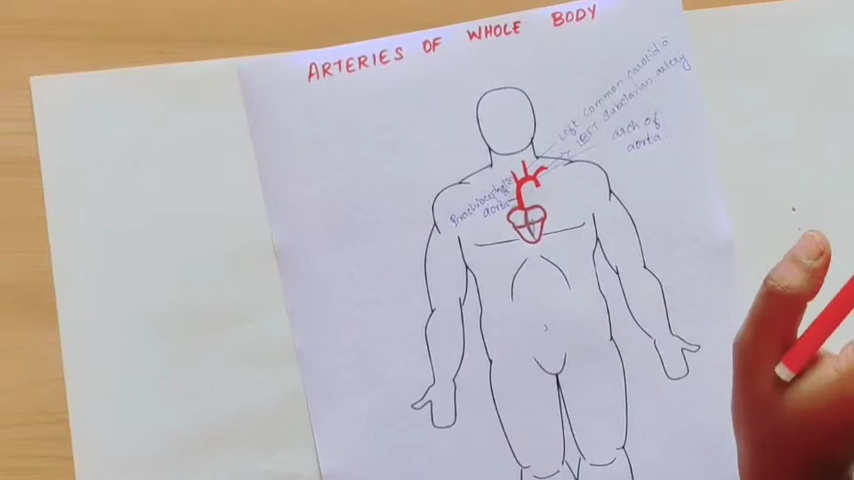 ARTERIES OF WHOLE BODY
Left common carotid a
Left subclavian artery
arch of
aorta.
Brachiocephalic
aorta